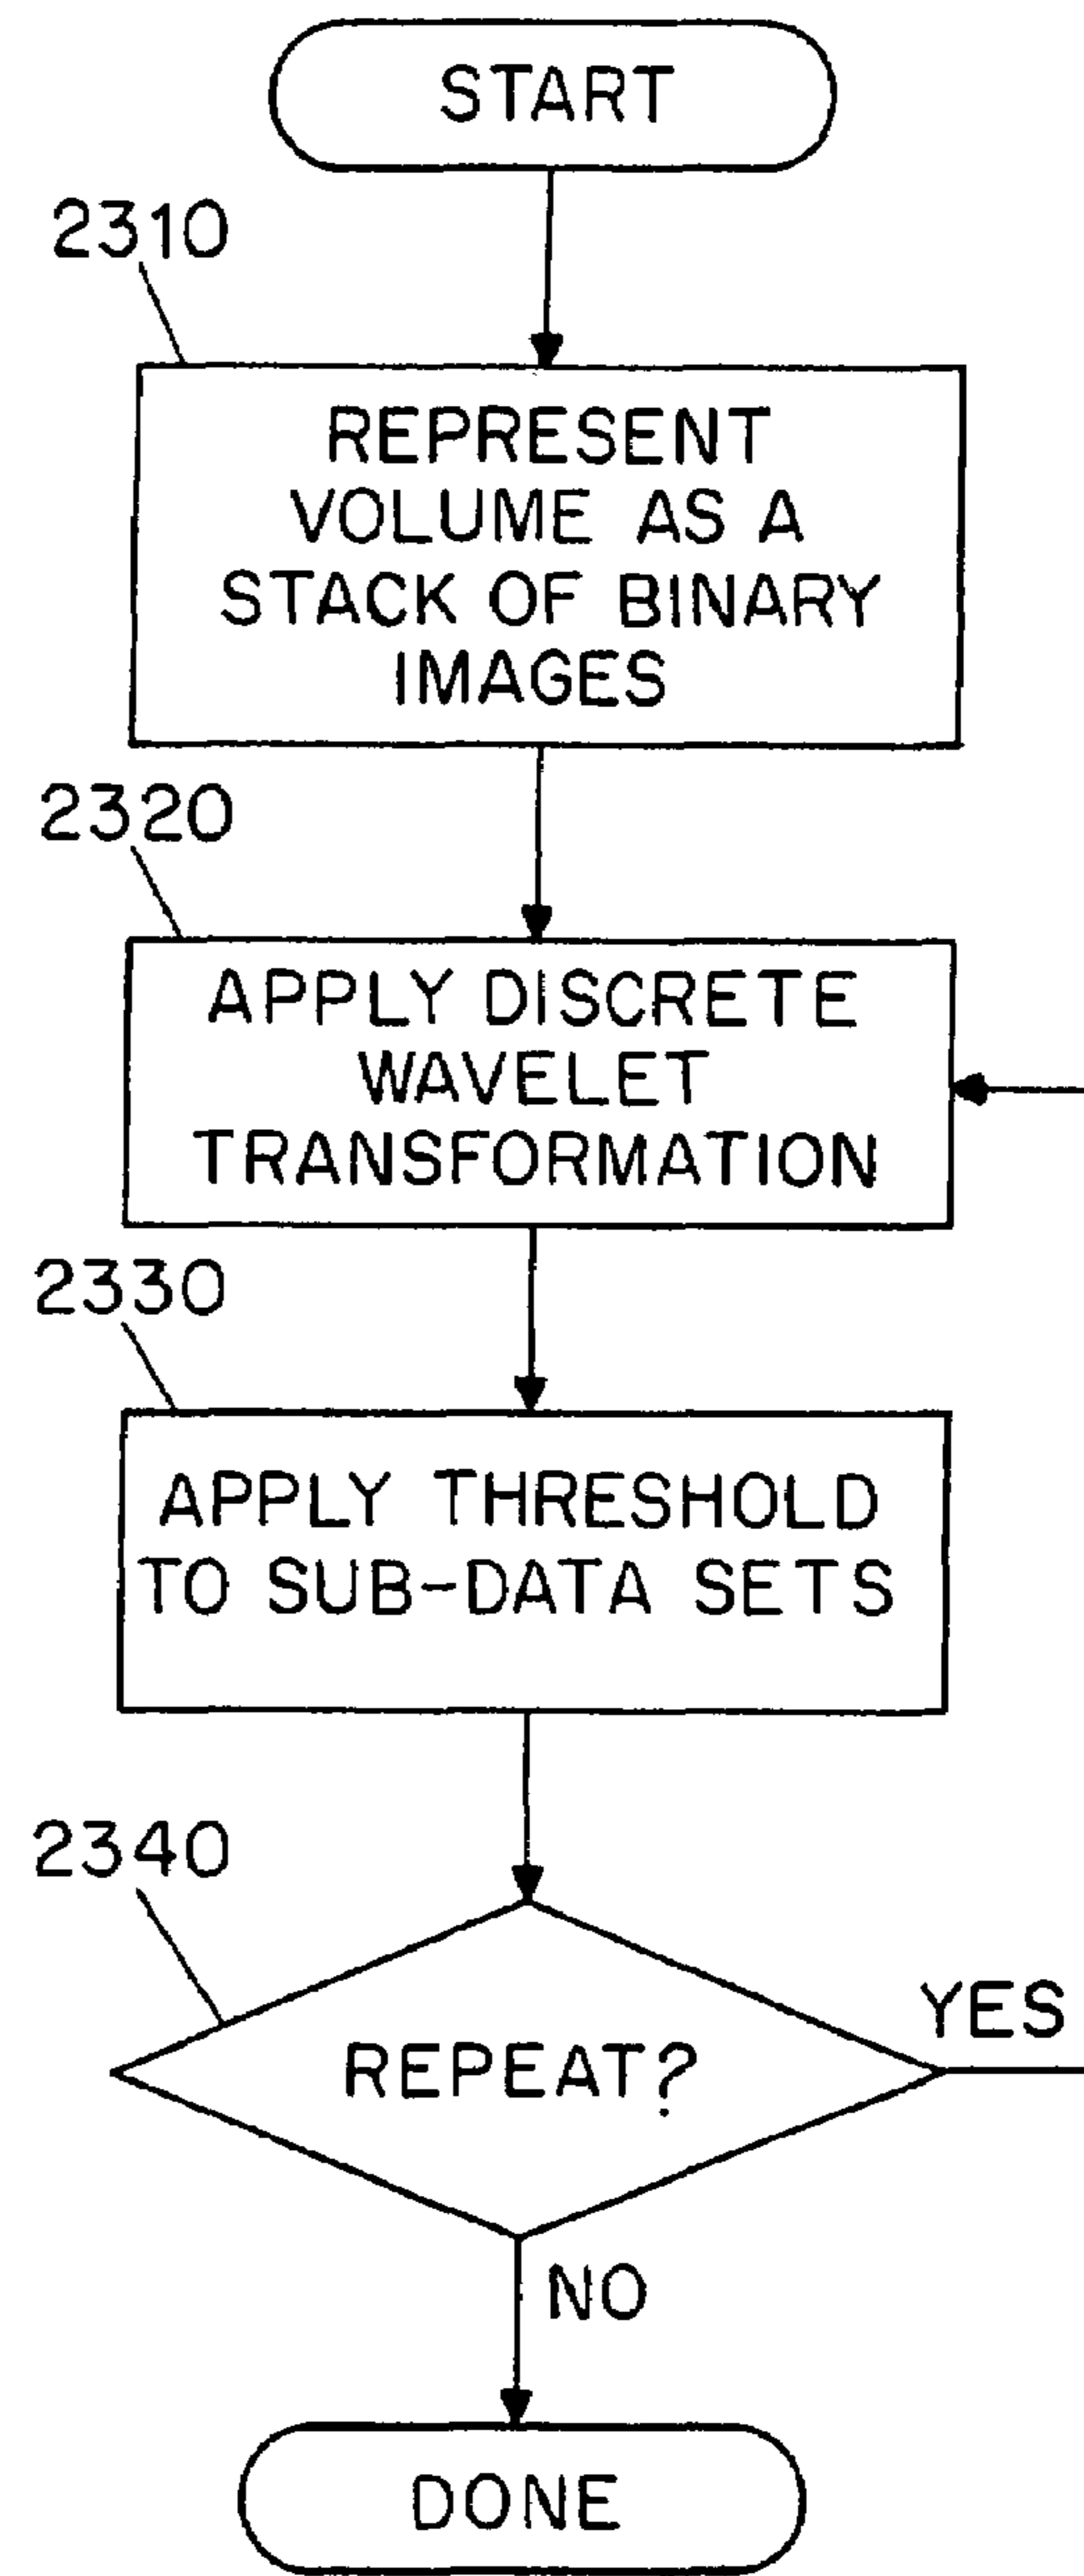 START
2310
REPRESENT
VOLUME AS A
STACK OF BINARY
IMAGES
2320
APPLY DISCRETE
WAVELET
TRANSFORMATION
2330
APPLY THRESHOLD
TO SUB-DATA SETS
2340
REPEAT?
YES
NO
DONE